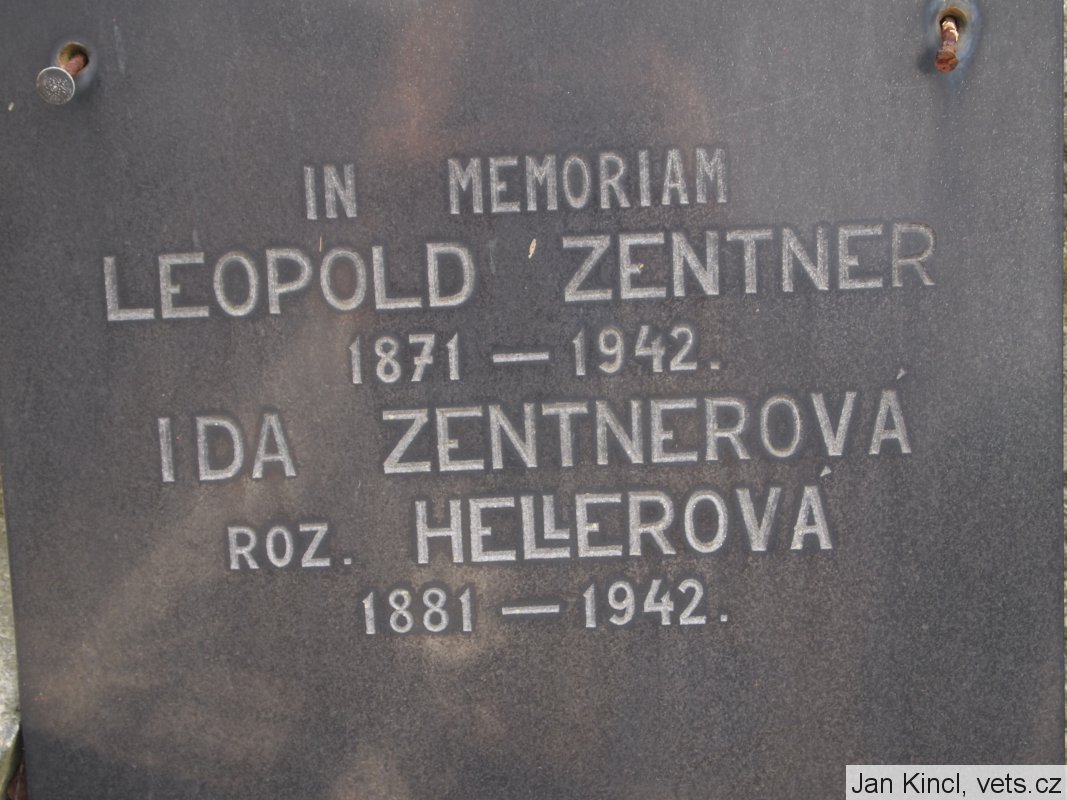 IN MEMORIAM
LEOPOLD ZENTNER
1871 — 1942.
IDA ZENTNEROVÁ
ROZ. HELLEROVÁ
1881 — 1942.
Jan Kincl, vets.cz